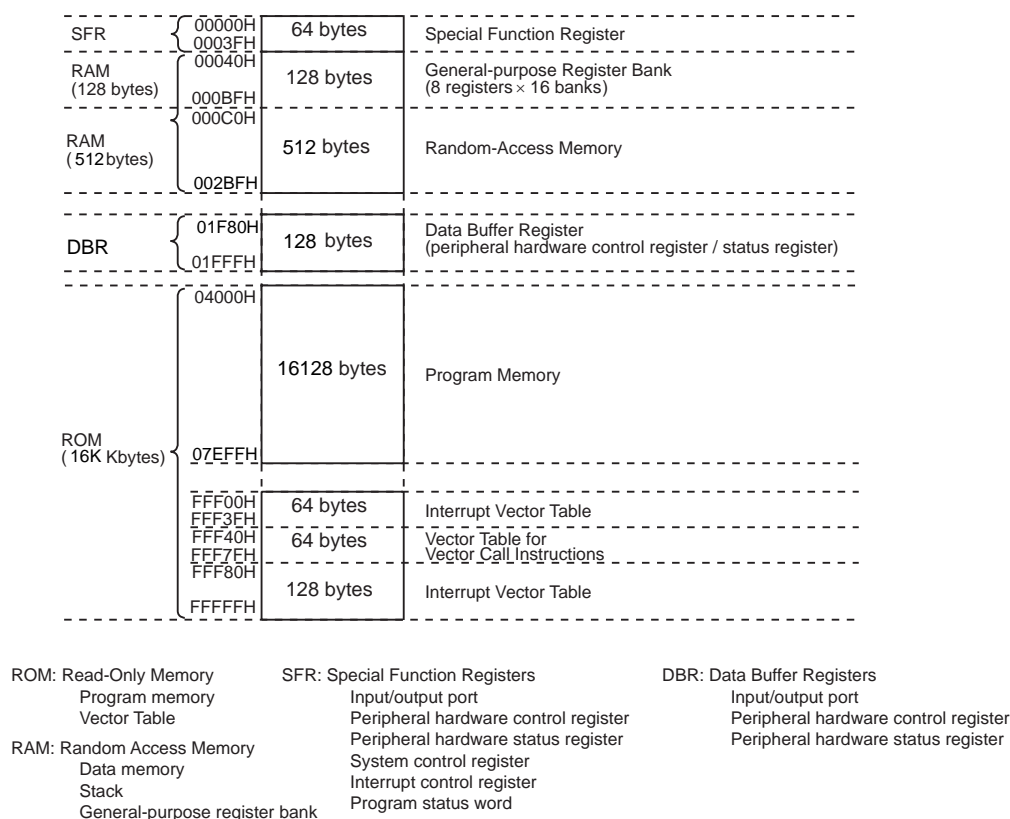 SFR
00000H
0003FH
64 bytes
Special Function Register
RAM
(128 bytes)
00040H
000BFH
128 bytes
General-purpose Register Bank
(8 registers × 16 banks)
RAM
( 512 bytes)
000C0H
002BFH
512 bytes
Random-Access Memory
DBR
01F80H
01FFFH
128 bytes
Data Buffer Register
(peripheral hardware control register / status register)
ROM
( 16K Kbytes)
04000H
07EFFH
16128 bytes
Program Memory
FFF00H
FFF3FH
64 bytes
Interrupt Vector Table
FFF40H
FFF7FH
64 bytes
Vector Table for
Vector Call Instructions
FFF80H
FFFFFH
128 bytes
Interrupt Vector Table
ROM: Read-Only Memory
Program memory
Vector Table
RAM: Random Access Memory
Data memory
Stack
General-purpose register bank
SFR: Special Function Registers
Input/output port
Peripheral hardware control register
Peripheral hardware status register
System control register
Interrupt control register
Program status word
DBR: Data Buffer Registers
Input/output port
Peripheral hardware control register
Peripheral hardware status register